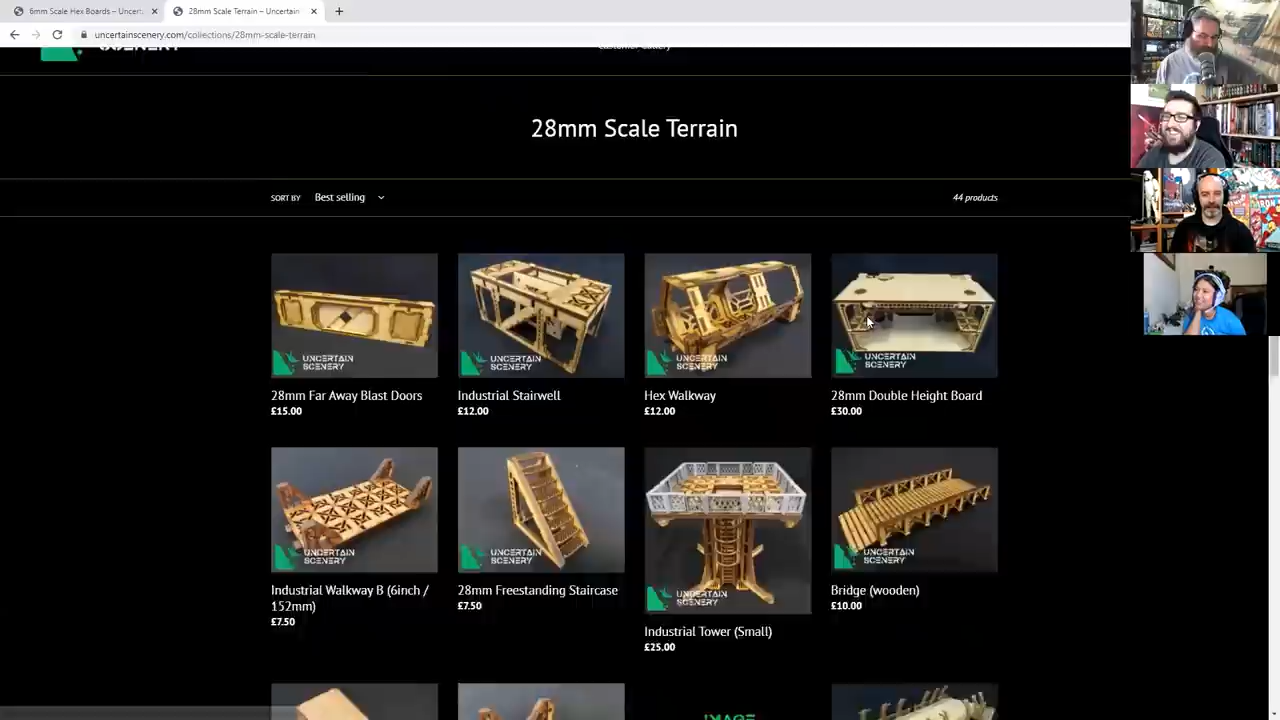 6mm Scale Hex Boards – Uncert
28mm Scale Terrain – Uncertain
uncertainscenery.com/collections/28mm-scale-terrain
SCENERY
Customer Gallery
28mm Scale Terrain
SORT BY Best selling
44 products
UNCERTAIN SCENERY
UNCERTAIN SCENERY
UNCERTAIN SCENERY
UNCERTAIN SCENERY
28mm Far Away Blast Doors
£15.00
Industrial Stairwell
£12.00
Hex Walkway
£12.00
28mm Double Height Board
£30.00
UNCERTAIN SCENERY
UNCERTAIN SCENERY
UNCERTAIN SCENERY
UNCERTAIN SCENERY
Industrial Walkway B (6inch /
152mm)
£7.50
28mm Freestanding Staircase
£7.50
Industrial Tower (Small)
£25.00
Bridge (wooden)
£10.00
IMAGE